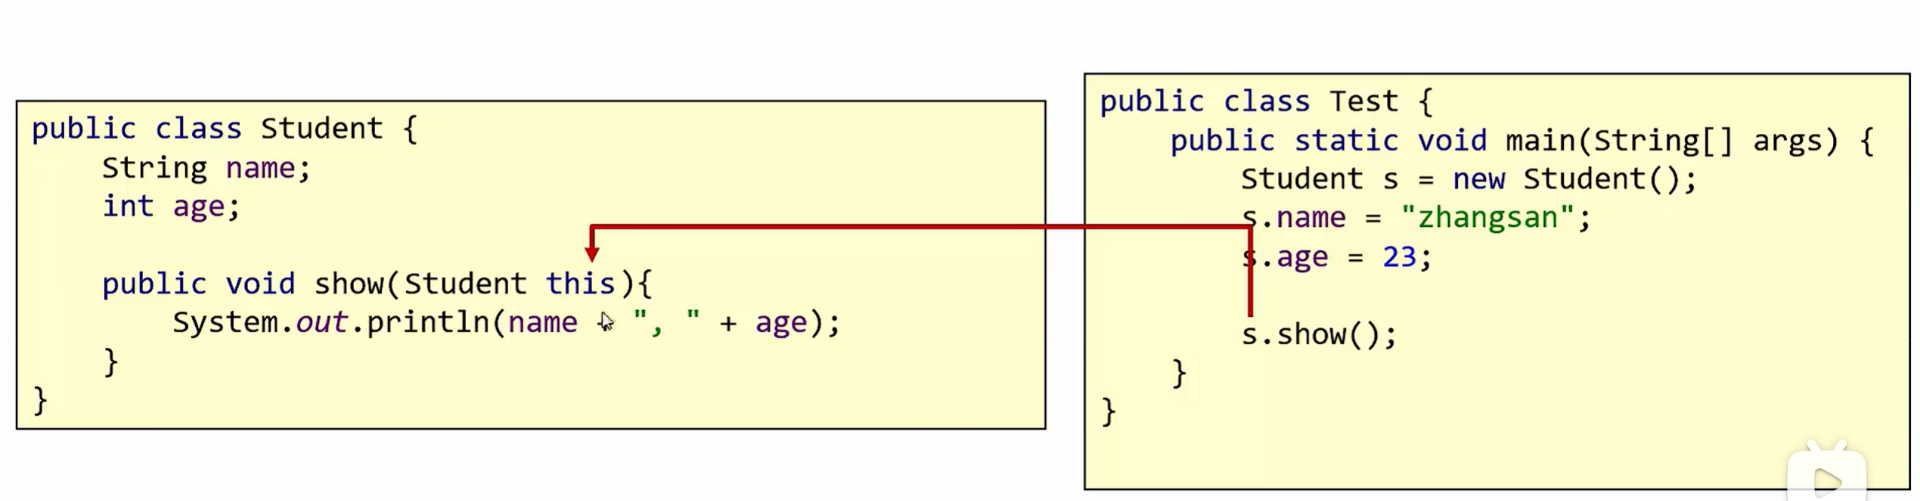 public class Student {
String name;
int age;
public void show(Student this){
System.out.println(name + ", " + age);
}
}
public class Test {
public static void main(String[] args) {
Student s = new Student();
s.name = "zhangsan";
s.age = 23;
s.show();
}
}